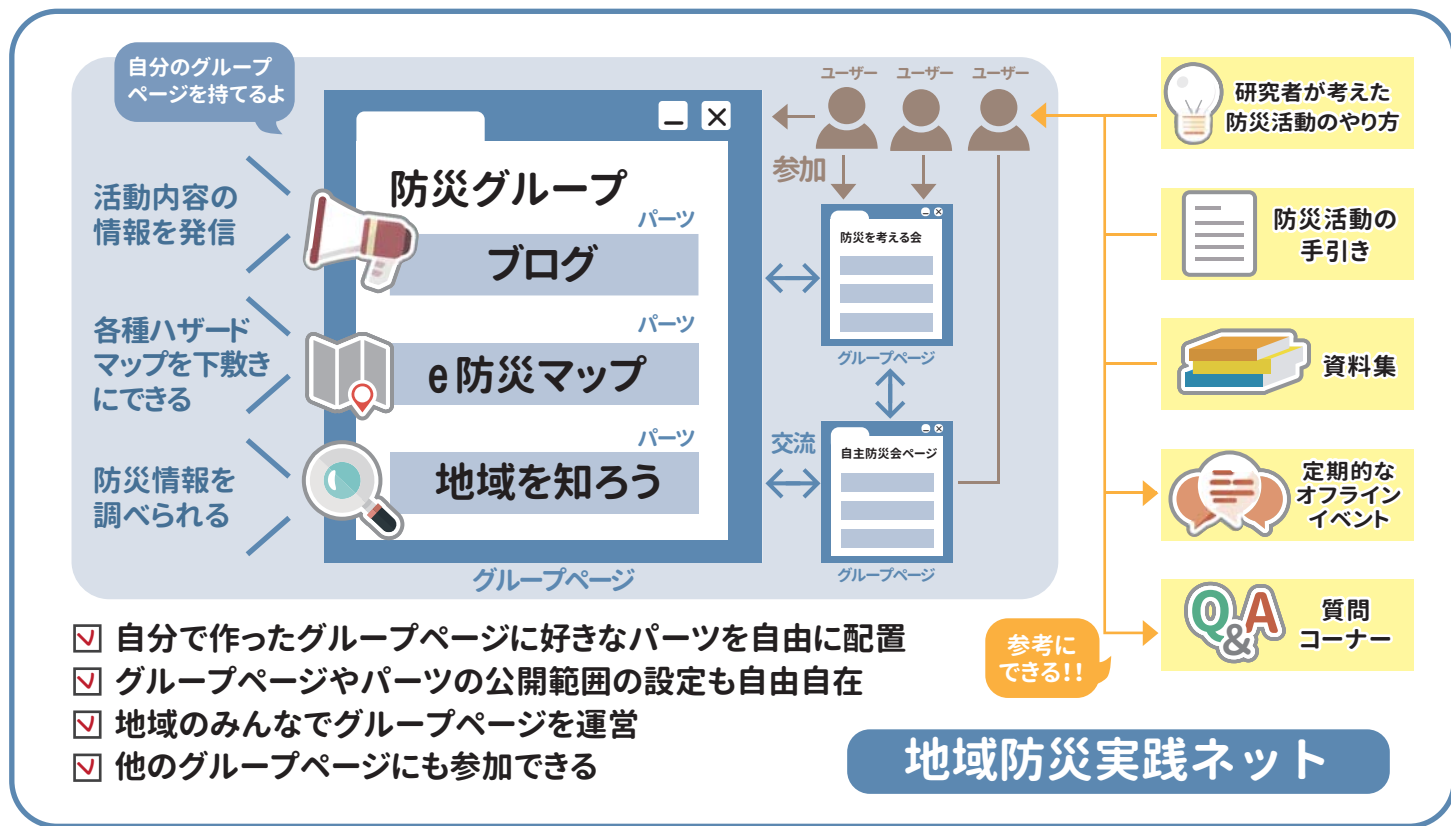 自分のグループ
ページを持てるよ
活動内容の
情報を発信
各種ハザード
マップを下敷き
にできる
防災情報を
調べられる
防災グループ
パーツ
ブログ
パーツ
e防災マップ
パーツ
地域を知ろう
グループページ
ユーザー
ユーザー
ユーザー
参加
防災を考える会
グループページ
交流
自主防災会ページ
グループページ
研究者が考えた
防災活動のやり方
防災活動の
手引き
資料集
定期的な
オフライン
イベント
Q&A
質問
コーナー
参考に
できる!!
自分で作ったグループページに好きなパーツを自由に配置
グループページやパーツの公開範囲の設定も自由自在
地域のみんなでグループページを運営
他のグループページにも参加できる
地域防災実践ネット